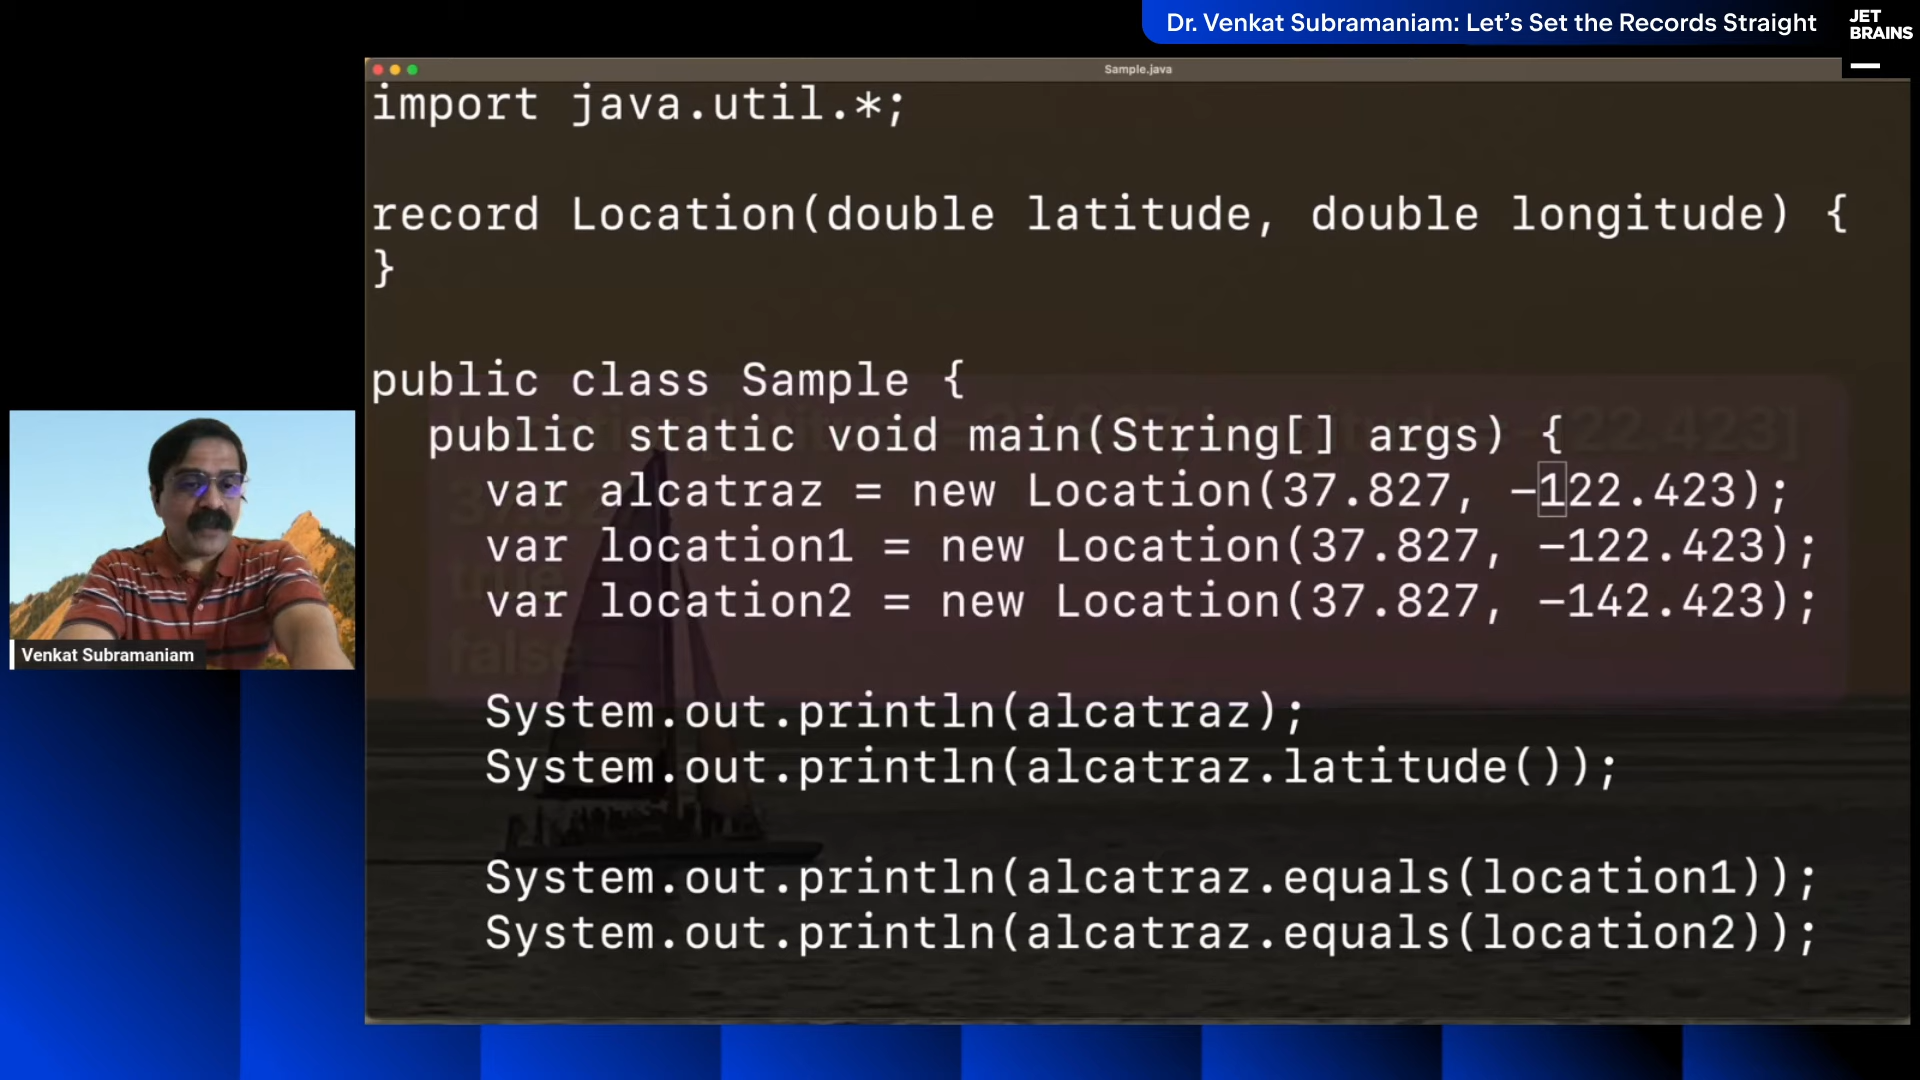 Dr. Venkat Subramaniam: Let’s Set the Records Straight
JET
BRAINS
Sample.java
import java.util.*;
record Location(double latitude, double longitude) {
}
public class Sample {
public static void main(String[] args) {
var alcatraz = new Location(37.827, -122.423);
var location1 = new Location(37.827, -122.423);
var location2 = new Location(37.827, -142.423);
System.out.println(alcatraz);
System.out.println(alcatraz.latitude());
System.out.println(alcatraz.equals(location1));
System.out.println(alcatraz.equals(location2));
Venkat Subramaniam